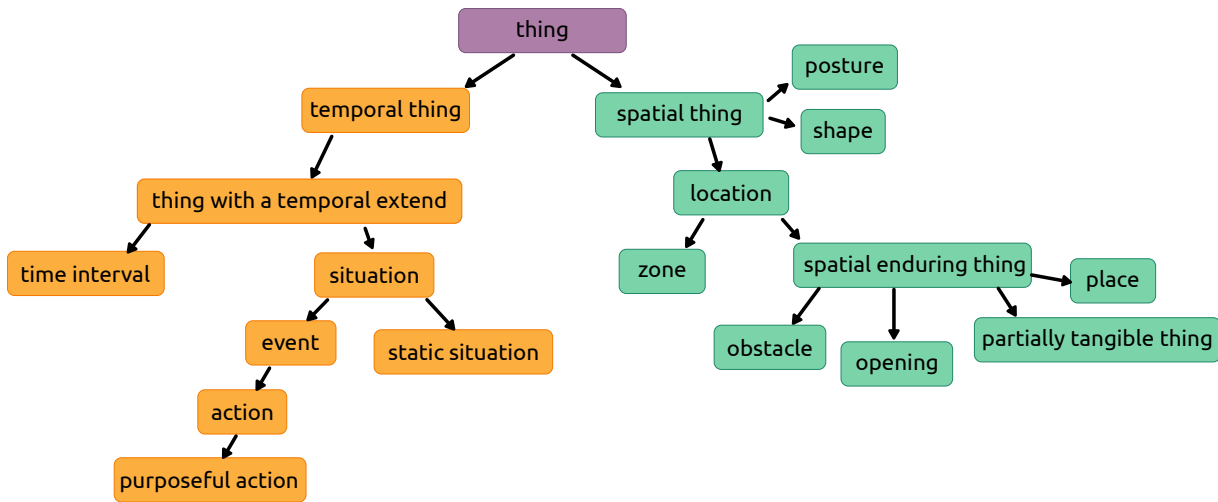 thing
posture
temporal thing
spatial thing
shape
thing with a temporal extend
location
time interval
situation
zone
spatial enduring thing
place
event
static situation
obstacle
opening
partially tangible thing
action
purposeful action